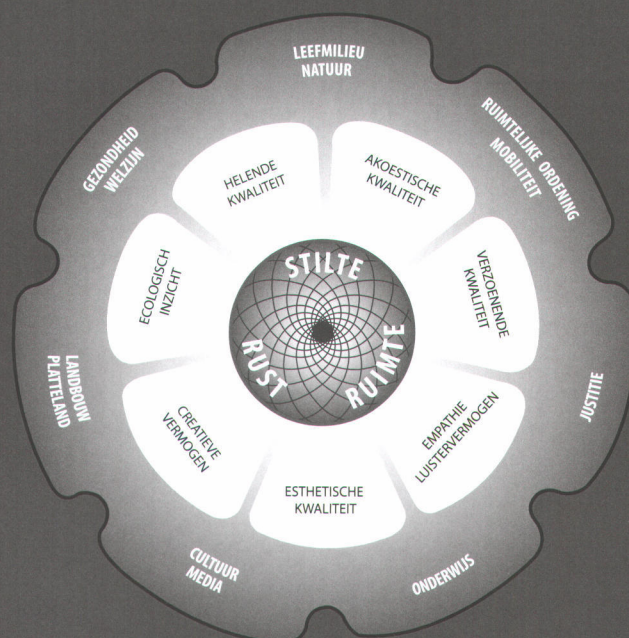 LEEFMILIEU
NATUUR
RUIMTELIJKE ORDENING
MOBILITEIT
JUSTITIE
ONDERWIJS
CULTUUR
MEDIA
LANDBOUW
PLATTELAND
GEZONDHEID
WELZIJN
HELENDE
KWALITEIT
AKOESTISCHE
KWALITEIT
VERZOENENDE
KWALITEIT
EMPATHIE
LUISTERVERMOGEN
ESTHETISCHE
KWALITEIT
CREATIEVE
VERMOGEN
ECOLOGISCH
INZICHT
STILTE
RUIMTE
RUST